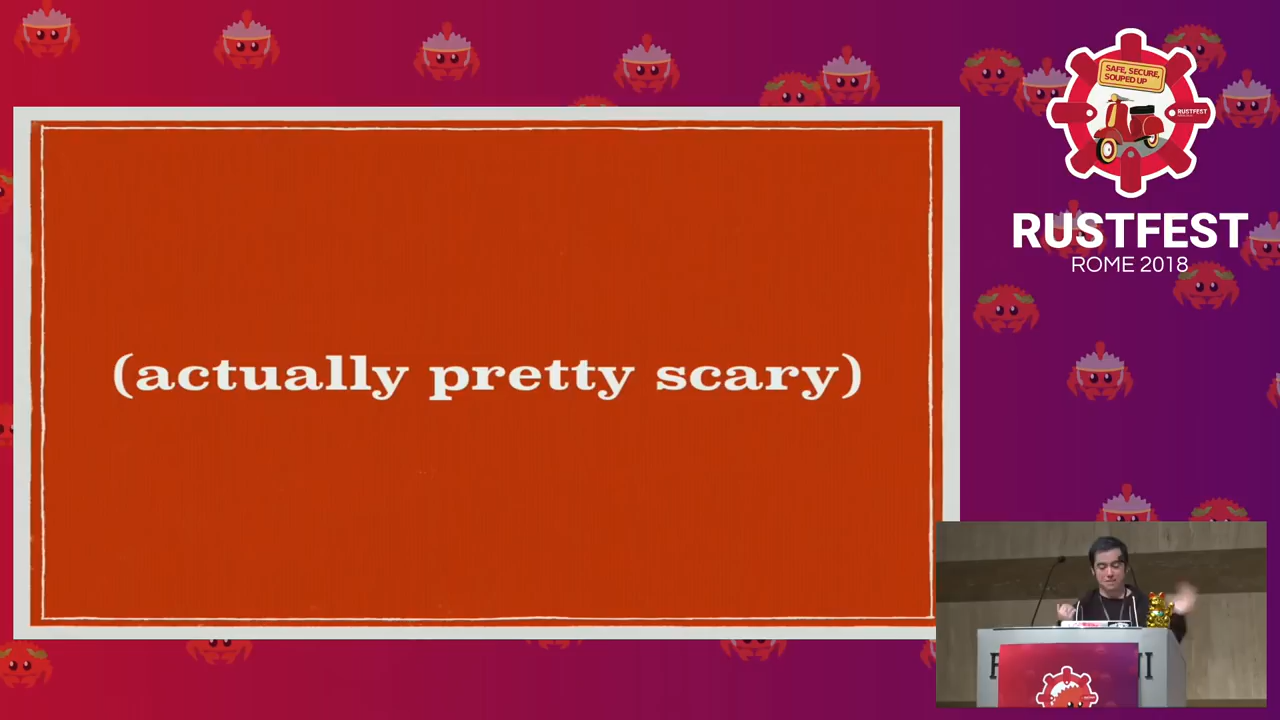 SAFE, SECURE,
SOUPED UP
RUSTFEST
RUSTFEST
ROME 2018
(actually pretty scary)